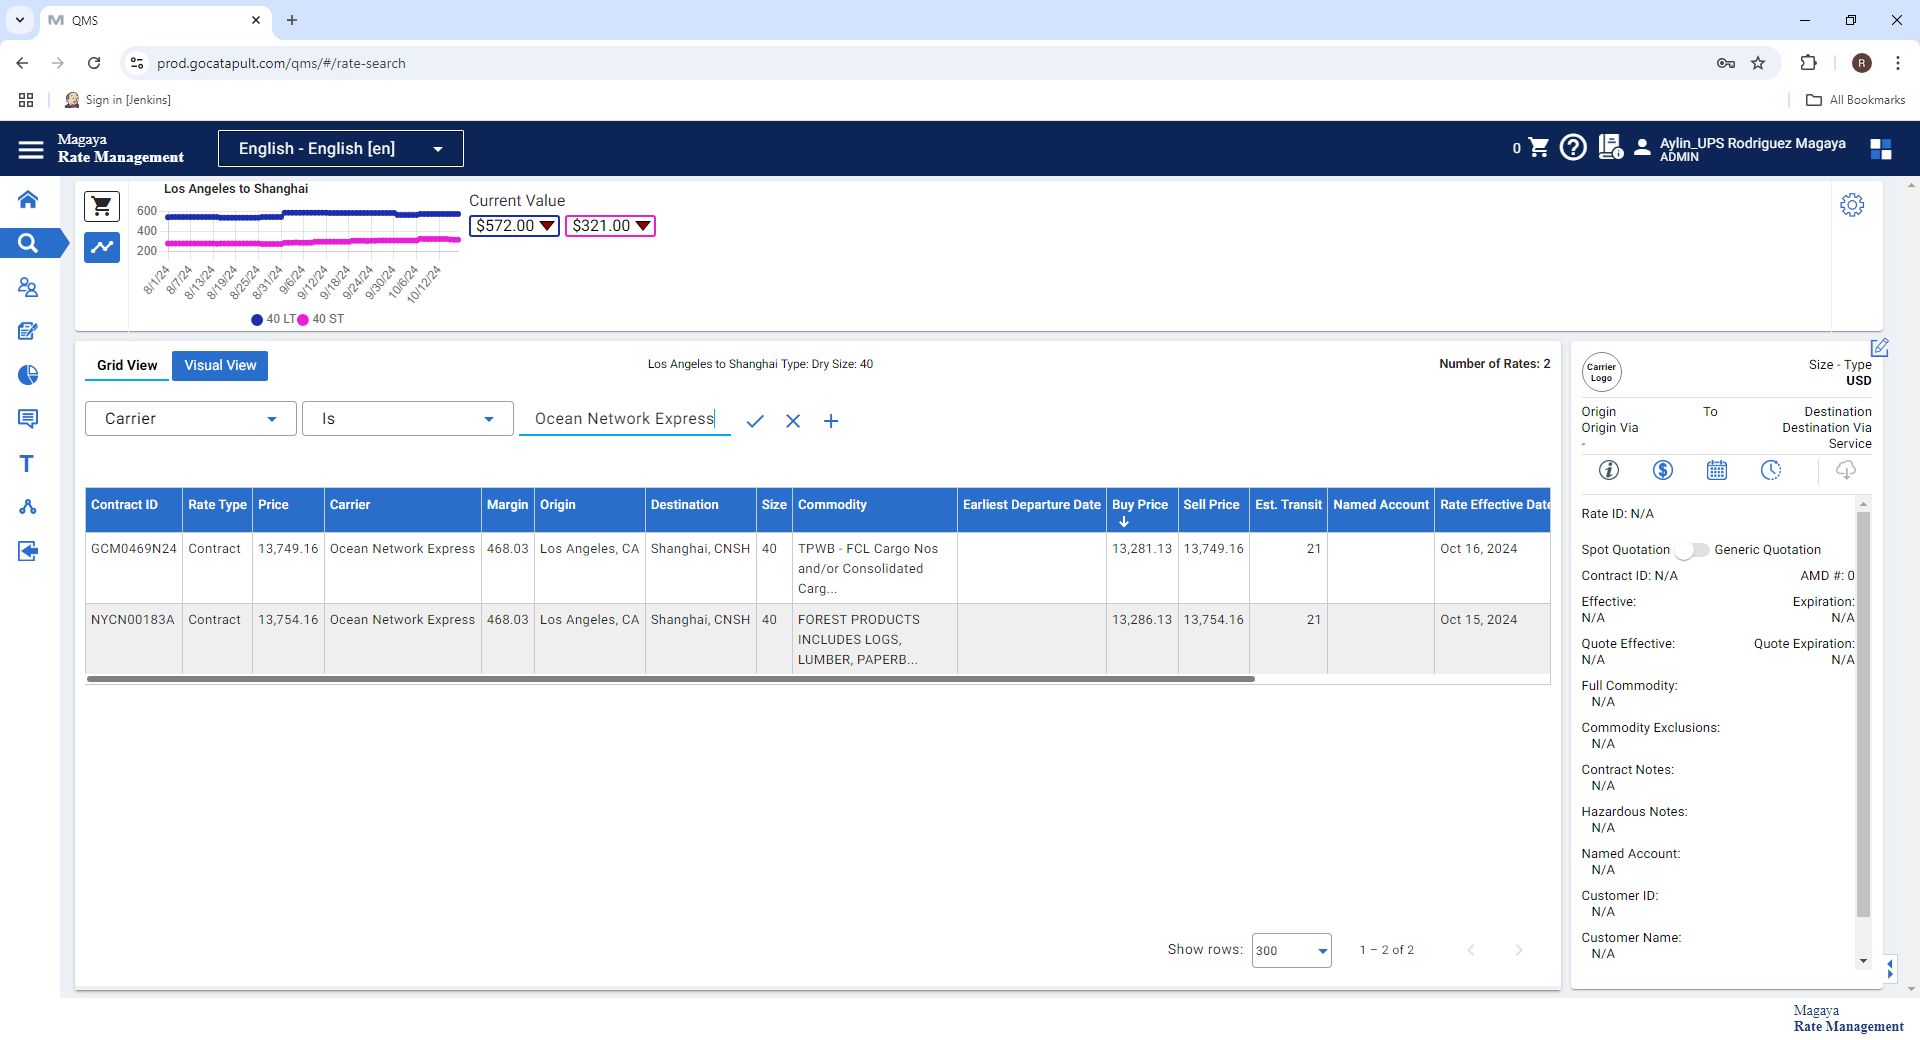 QMS
prod.gocatapult.com/qms/#/rate-search
R
Sign in [Jenkins]
All Bookmarks
Magaya
Rate Management
English - English [en]
0
Aylin_UPS Rodriguez Magaya
ADMIN
Los Angeles to Shanghai
600
400
200
8/1/24
8/7/24
8/13/24
8/19/24
8/25/24
8/31/24
9/6/24
9/12/24
9/18/24
9/24/24
9/30/24
10/6/24
10/12/24
40 LT 40 ST
Current Value
$572.00 $321.00
Grid View Visual View
Los Angeles to Shanghai Type: Dry Size: 40
Number of Rates: 2
Carrier Is Ocean Network Express
Contract ID Rate Type Price Carrier Margin Origin Destination Size Commodity Earliest Departure Date Buy Price Sell Price Est. Transit Named Account Rate Effective Date
GCM0469N24 Contract 13,749.16 Ocean Network Express 468.03 Los Angeles, CA Shanghai, CNSH 40 TPWB - FCL Cargo Nos 13,281.13 13,749.16 21 Oct 16, 2024
and/or Consolidated
Carg...
NYCN00183A Contract 13,754.16 Ocean Network Express 468.03 Los Angeles, CA Shanghai, CNSH 40 FOREST PRODUCTS 13,286.13 13,754.16 21 Oct 15, 2024
INCLUDES LOGS,
LUMBER, PAPERB...
Show rows: 300 1 – 2 of 2
Carrier
Logo
Size - Type
USD
Origin To Destination
Origin Via Destination Via
- Service
Rate ID: N/A
Spot Quotation Generic Quotation
Contract ID: N/A AMD #: 0
Effective: Expiration:
N/A N/A
Quote Effective: Quote Expiration:
N/A N/A
Full Commodity:
N/A
Commodity Exclusions:
N/A
Contract Notes:
N/A
Hazardous Notes:
N/A
Named Account:
N/A
Customer ID:
N/A
Customer Name:
N/A
Magaya
Rate Management